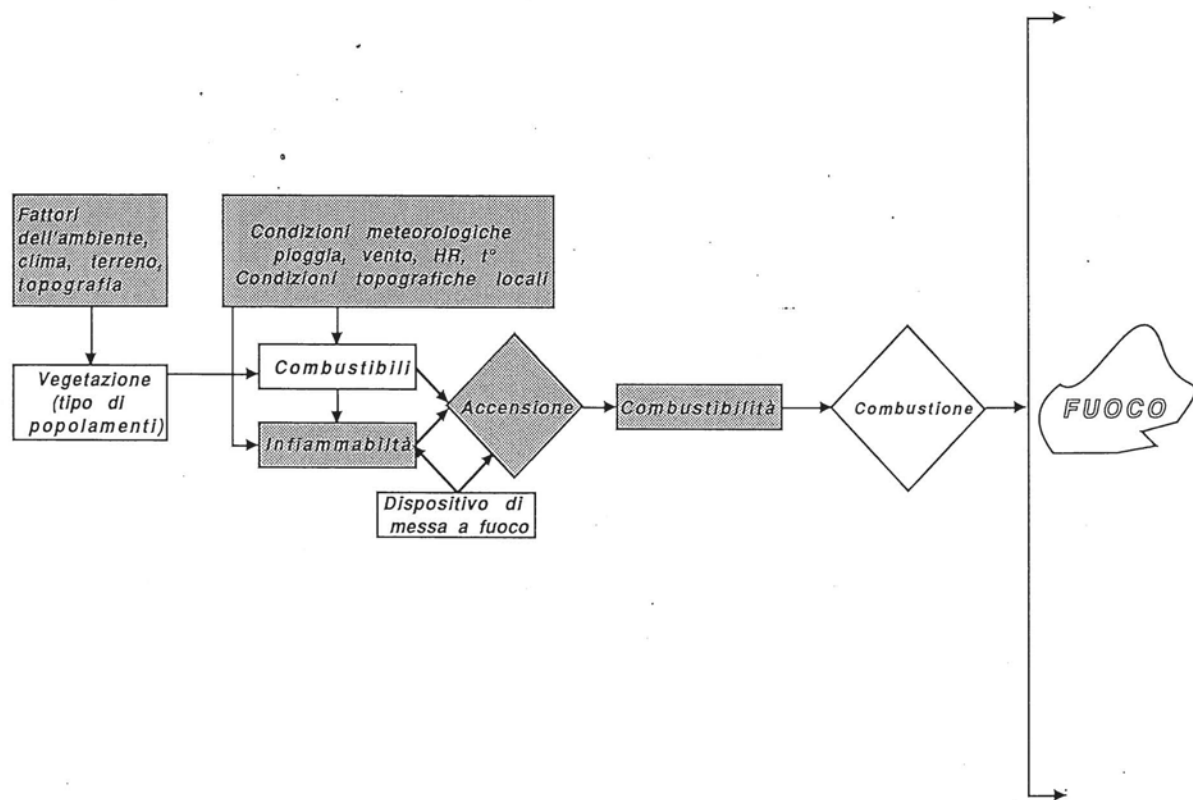 Fattori
dell'ambiente,
clima, terreno,
topografia
Condizioni meteorologiche
pioggia, vento, HR, t°
Condizioni topografiche locali
Vegetazione
(tipo di
popolamenti)
Combustibili
Infiammabiltà
Accensione
Dispositivo di
messa a fuoco
Combustibilità
Combustione
FUOCO